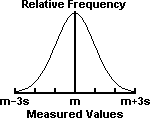 Relative Frequency
m-3s m m+3s
Measured Values